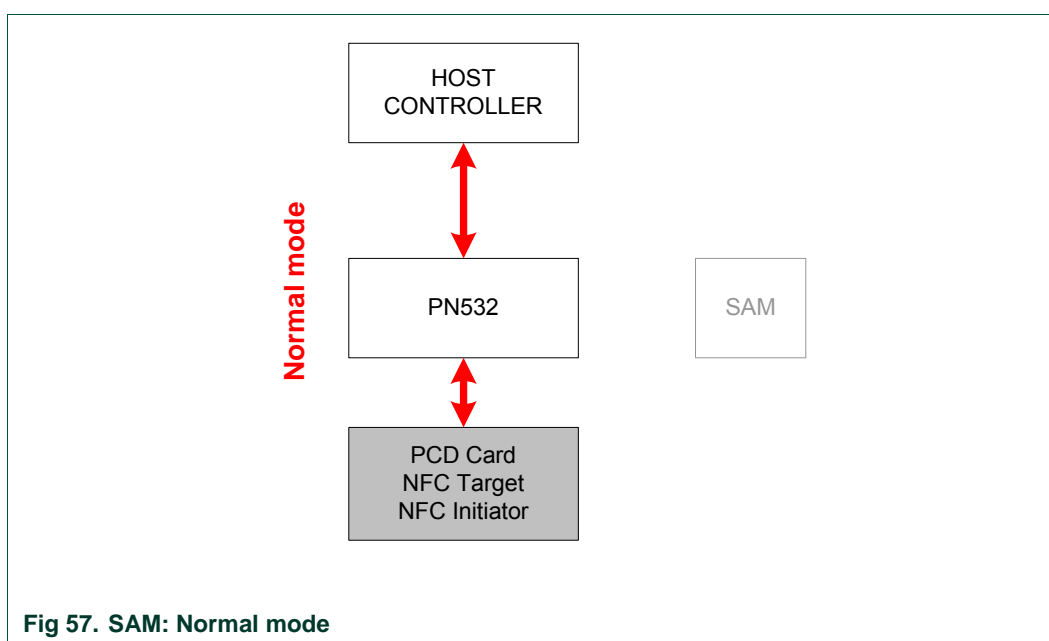 HOST
CONTROLLER
Normal mode
PN532
SAM
PCD Card
NFC Target
NFC Initiator
Fig 57. SAM: Normal mode